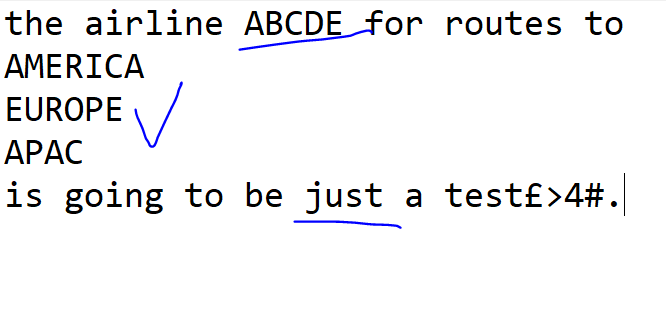 the airline ABCDE for routes to
AMERICA
EUROPE
APAC
is going to be just a test£>4#.